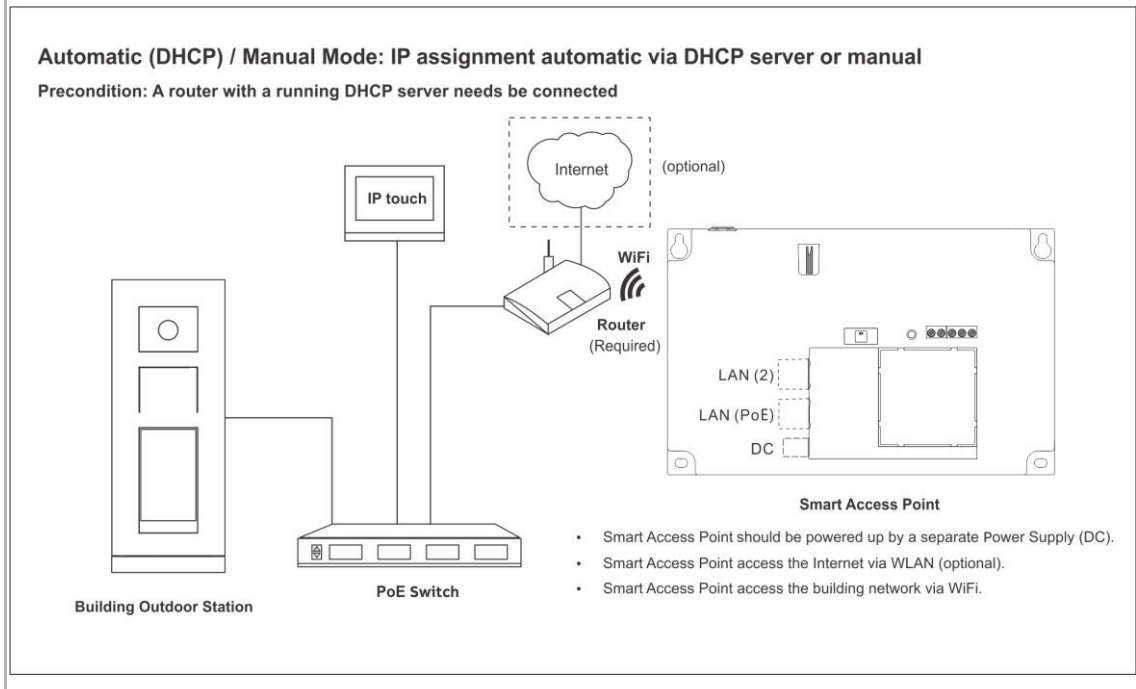 Automatic (DHCP) / Manual Mode: IP assignment automatic via DHCP server or manual
Precondition: A router with a running DHCP server needs be connected
Internet
(optional)
IP touch
WiFi
Router
(Required)
LAN (2)
LAN (PoE)
DC
Smart Access Point
• Smart Access Point should be powered up by a separate Power Supply (DC).
• Smart Access Point access the Internet via WLAN (optional).
• Smart Access Point access the building network via WiFi.
PoE Switch
Building Outdoor Station